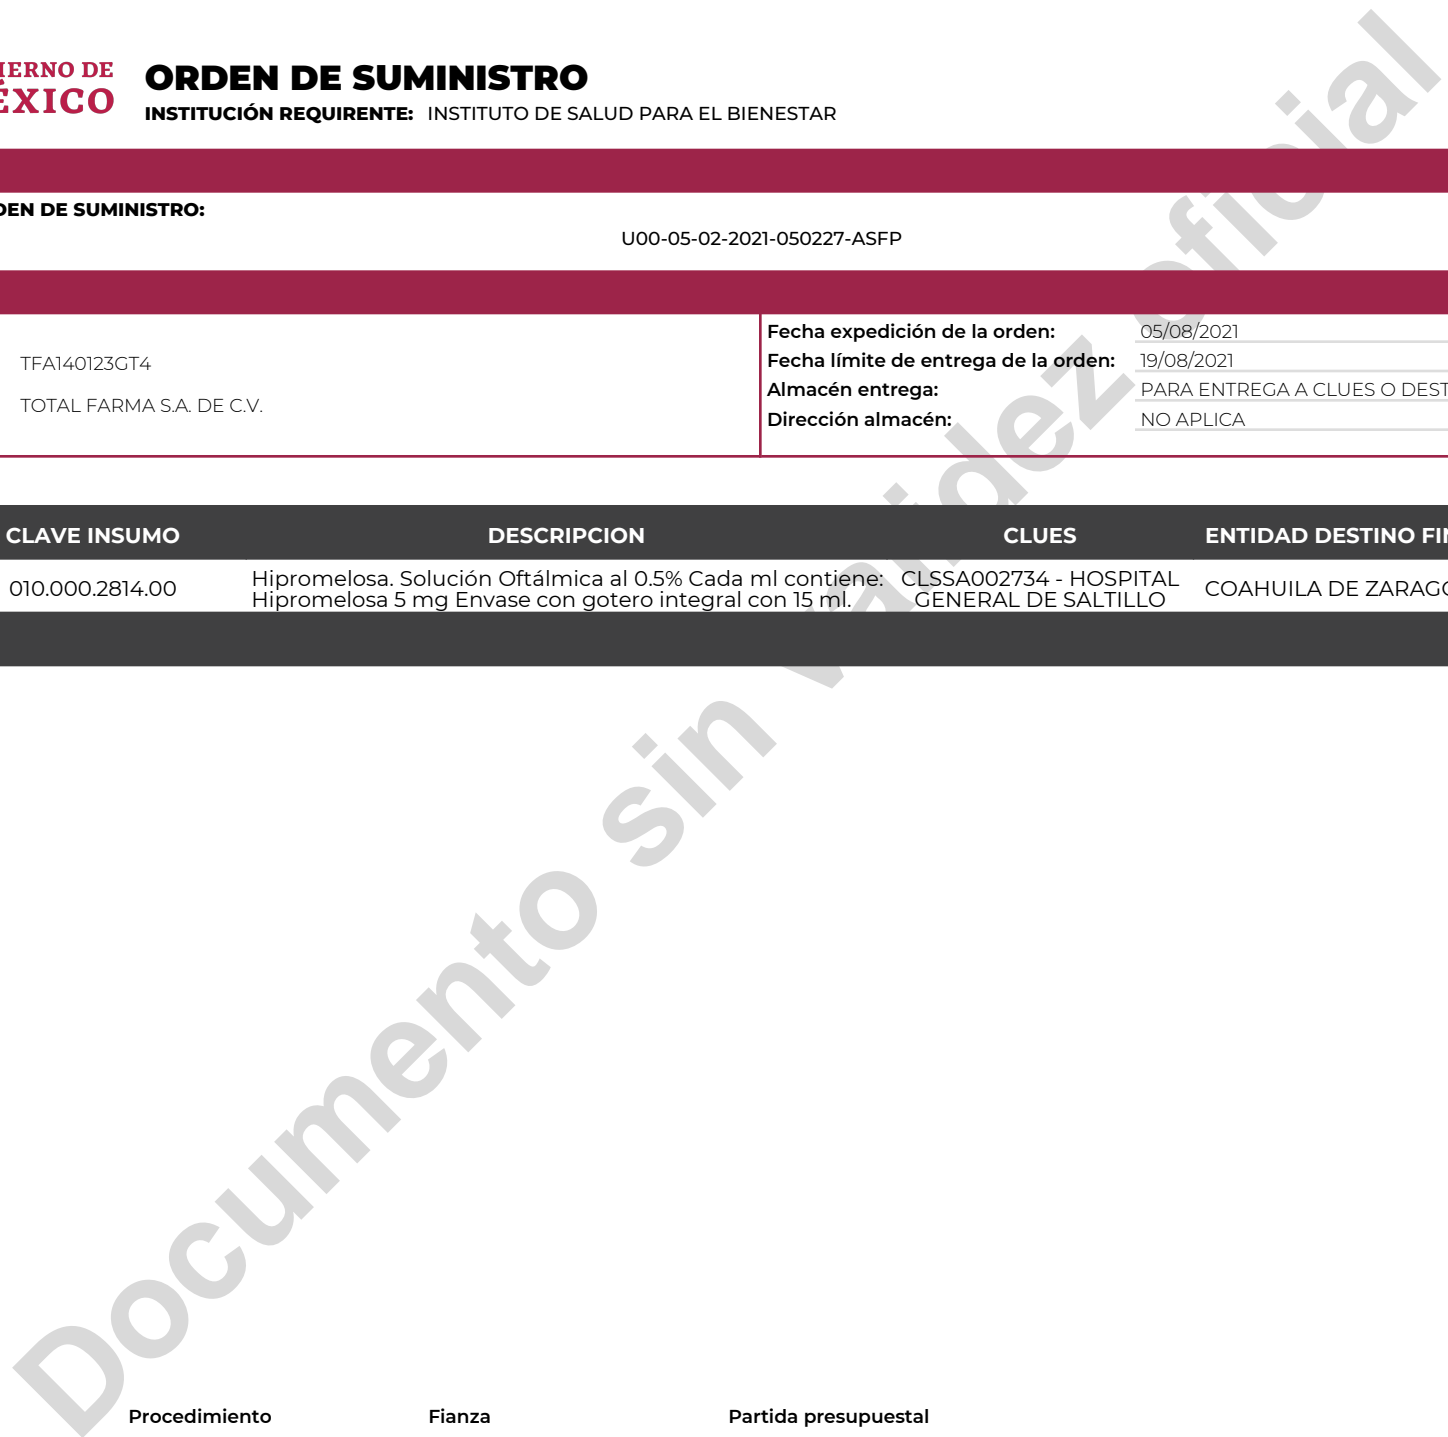 IERNO DE
ÉXICO
ORDEN DE SUMINISTRO
INSTITUCIÓN REQUIRENTE: INSTITUTO DE SALUD PARA EL BIENESTAR
DEN DE SUMINISTRO:
U00-05-02-2021-050227-ASFP
TFA140123GT4
TOTAL FARMA S.A. DE C.V.
Fecha expedición de la orden: 05/08/2021
Fecha límite de entrega de la orden: 19/08/2021
Almacén entrega: PARA ENTREGA A CLUES O DEST
Dirección almacén: NO APLICA
CLAVE INSUMO DESCRIPCION CLUES ENTIDAD DESTINO FIN
010.000.2814.00
Hipromelosa. Solución Oftálmica al 0.5% Cada ml contiene:
Hipromelosa 5 mg Envase con gotero integral con 15 ml.
CLSSA002734 - HOSPITAL
GENERAL DE SALTILLO
COAHUILA DE ZARAGO
Documento sin validez oficial
Procedimiento Fianza Partida presupuestal